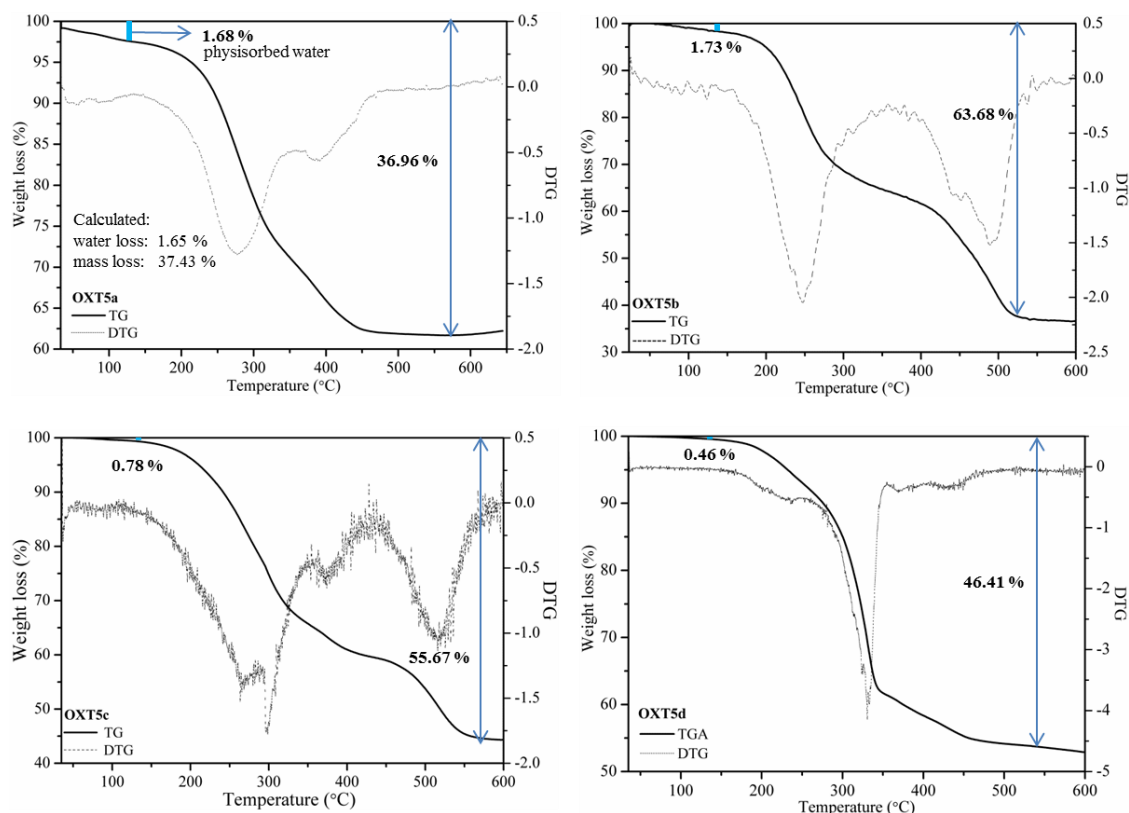 100
95
90
85
80
75
70
65
60
Weight loss (%)
1.68 %
physisorbed water
36.96 %
Calculated:
water loss: 1.65 %
mass loss: 37.43 %
OXT5a
TG
DTG
0.5
0.0
-0.5
-1.0
-1.5
-2.0
DTG
100 200 300 400 500 600
Temperature (°C)
100
90
80
70
60
50
40
30
Weight loss (%)
1.73 %
63.68 %
OXT5b
TG
DTG
0.5
0.0
-0.5
-1.0
-1.5
-2.0
-2.5
DTG
100 200 300 400 500 600
Temperature (°C)
100
90
80
70
60
50
40
Weight loss (%)
0.78 %
55.67 %
OXT5c
TG
DTG
0.5
0.0
-0.5
-1.0
-1.5
-2.0
DTG
100 200 300 400 500 600
Temperature (°C)
100
90
80
70
60
50
Weight loss (%)
0.46 %
46.41 %
OXT5d
TGA
DTG
0
-1
-2
-3
-4
-5
DTG
100 200 300 400 500 600
Temperature (°C)